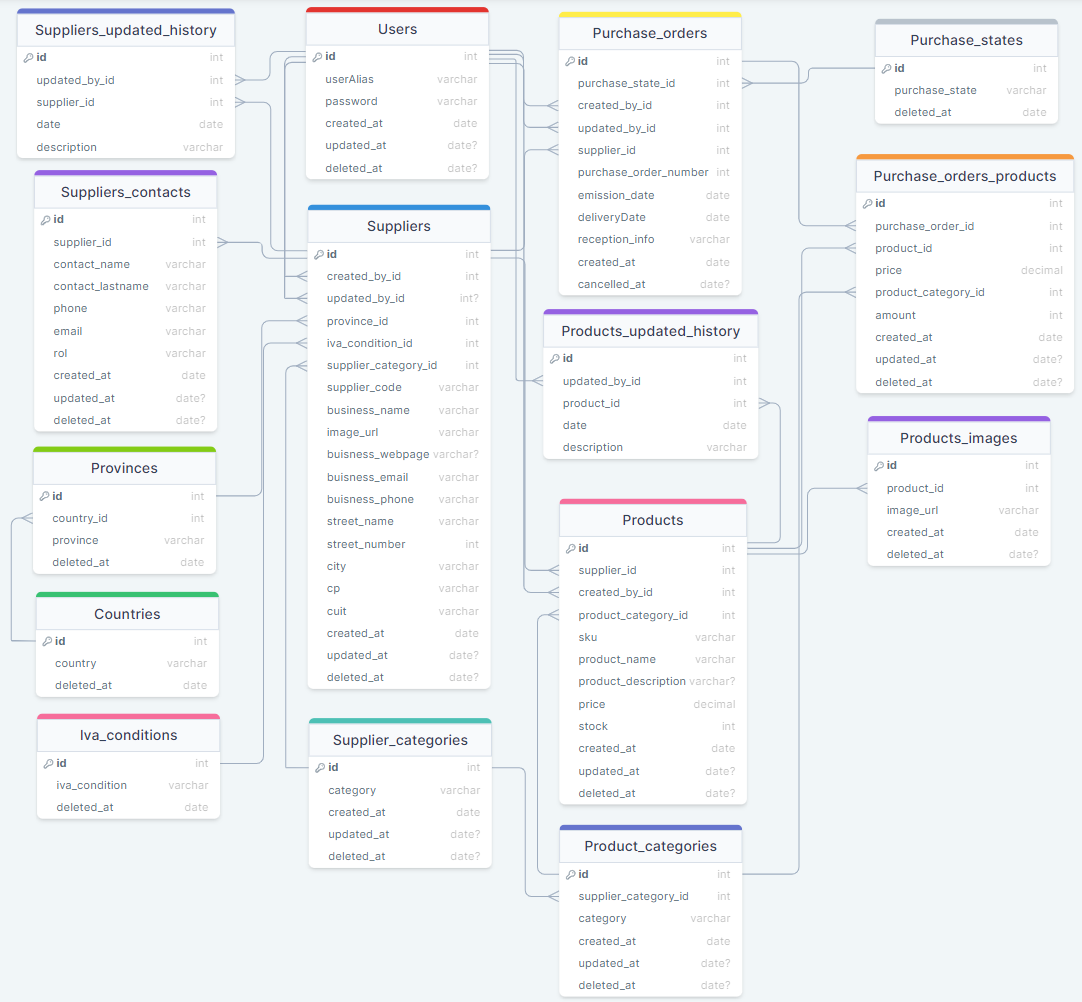 Suppliers_updated_history
id int
updated_by_id int
supplier_id int
date date
description varchar
Suppliers_contacts
id int
supplier_id int
contact_name varchar
contact_lastname varchar
phone varchar
email varchar
rol varchar
created_at date
updated_at date?
deleted_at date?
Provinces
id int
country_id int
province varchar
deleted_at date
Countries
id int
country varchar
deleted_at date
Iva_conditions
id int
iva_condition varchar
deleted_at date
Users
id int
userAlias varchar
password varchar
created_at date
updated_at date?
deleted_at date?
Suppliers
id int
created_by_id int
updated_by_id int?
province_id int
iva_condition_id int
supplier_category_id int
supplier_code varchar
business_name varchar
image_url varchar
buisness_webpage varchar?
buisness_email varchar
buisness_phone varchar
street_name varchar
street_number int
city varchar
cp varchar
cuit varchar
created_at date
updated_at date?
deleted_at date?
Supplier_categories
id int
category varchar
created_at date
updated_at date?
deleted_at date?
Purchase_orders
id int
purchase_state_id int
created_by_id int
updated_by_id int
supplier_id int
purchase_order_number int
emission_date date
deliveryDate date
reception_info varchar
created_at date
cancelled_at date?
Products_updated_history
id int
updated_by_id int
product_id int
date date
description varchar
Products
id int
supplier_id int
created_by_id int
product_category_id int
sku varchar
product_name varchar
product_description varchar?
price decimal
stock int
created_at date
updated_at date?
deleted_at date?
Product_categories
id int
supplier_category_id int
category varchar
created_at date
updated_at date?
deleted_at date?
Purchase_states
id int
purchase_state varchar
deleted_at date
Purchase_orders_products
id int
purchase_order_id int
product_id int
price decimal
product_category_id int
amount int
created_at date
updated_at date?
deleted_at date?
Products_images
id int
product_id int
image_url varchar
created_at date
deleted_at date?